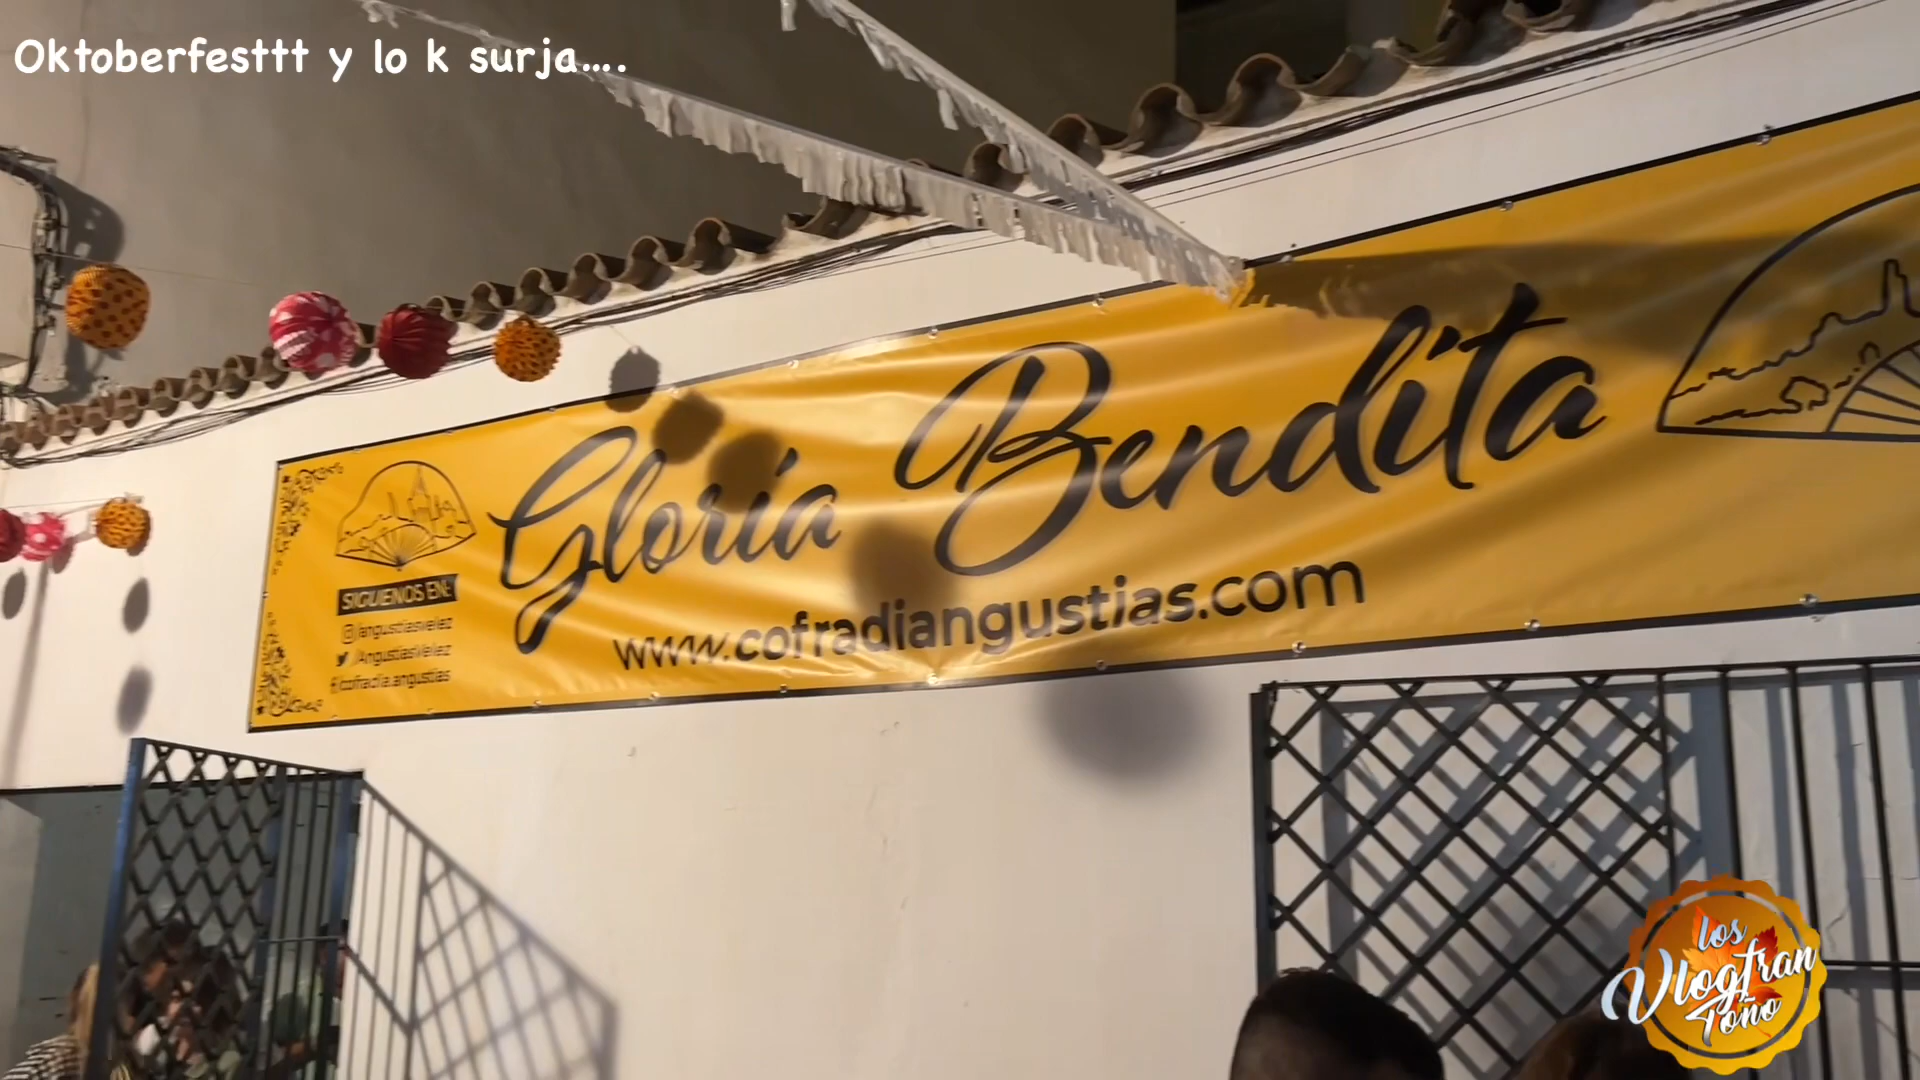 Oktoberfesttt y lo k surja....
Gloria Bendita
www.cofradiangustias.com
SIGUENOS EN:
/angustiasvelez
/AngustiasVelez
/cofradia.angustias
los
Vlogfran
Toño